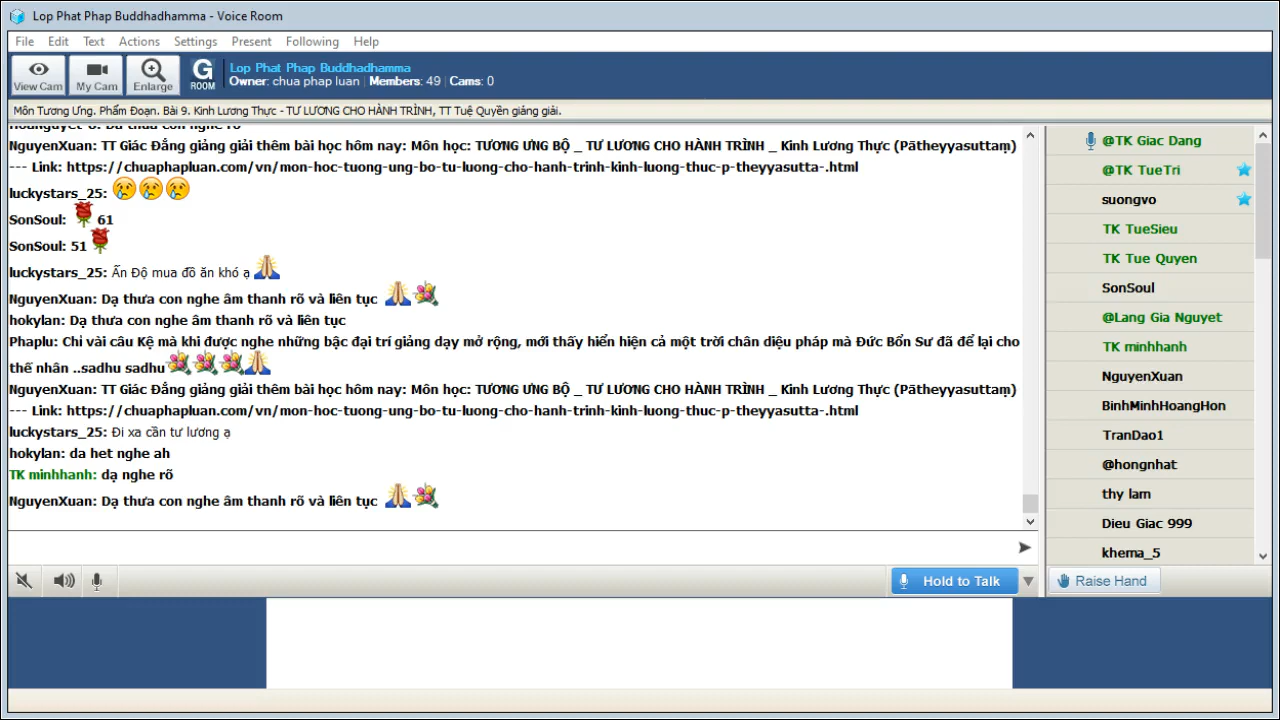 Lop Phat Phap Buddhadhamma - Voice Room
File Edit Text Actions Settings Present Following Help
View Cam My Cam Enlarge G ROOM
Lop Phat Phap Buddhadhamma
Owner: chua phap luan Members: 49 Cams: 0
Môn Tương Ưng. Phẩm Đoạn. Bài 9. Kinh Lương Thực - TƯ LƯƠNG CHO HÀNH TRÌNH, TT Tuệ Quyền giảng giải.
NguyenXuan: TT Giác Đẳng giảng giải thêm bài học hôm nay: Môn học: TƯƠNG ƯNG BỘ _ TƯ LƯƠNG CHO HÀNH TRÌNH _ Kinh Lương Thực (Pātheyyasuttaṃ)
--- Link: https://chuaphapluan.com/vn/mon-hoc-tuong-ung-bo-tu-luong-cho-hanh-trinh-kinh-luong-thuc-p-theyyasutta-.html
luckystars_25:
SonSoul: 61
SonSoul: 51
luckystars_25: Ấn Độ mua đồ ăn khó ạ
NguyenXuan: Dạ thưa con nghe âm thanh rõ và liên tục
hokylan: Dạ thưa con nghe âm thanh rõ và liên tục
Phaplu: Chỉ vài câu Kệ mà khi được nghe những bậc đại trí giảng dạy mở rộng, mới thấy hiển hiện cả một trời chân diệu pháp mà Đức Bổn Sư đã để lại cho
thế nhân ..sadhu sadhu
NguyenXuan: TT Giác Đẳng giảng giải thêm bài học hôm nay: Môn học: TƯƠNG ƯNG BỘ _ TƯ LƯƠNG CHO HÀNH TRÌNH _ Kinh Lương Thực (Pātheyyasuttaṃ)
--- Link: https://chuaphapluan.com/vn/mon-hoc-tuong-ung-bo-tu-luong-cho-hanh-trinh-kinh-luong-thuc-p-theyyasutta-.html
luckystars_25: Đi xa cần tư lương ạ
hokylan: da het nghe ah
TK minhhanh: dạ nghe rõ
NguyenXuan: Dạ thưa con nghe âm thanh rõ và liên tục
Hold to Talk
@TK Giac Dang
@TK TueTri
suongvo
TK TueSieu
TK Tue Quyen
SonSoul
@Lang Gia Nguyet
TK minhhanh
NguyenXuan
BinhMinhHoangHon
TranDao1
@hongnhat
thy lam
Dieu Giac 999
khema_5
Raise Hand